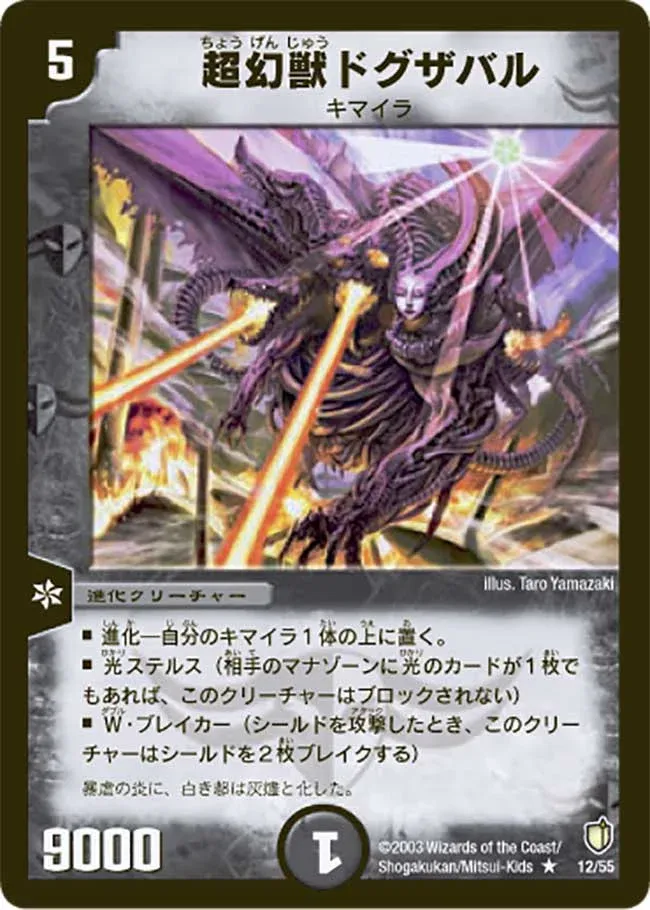 5
ちょう げん じゅう
超幻獣ドグザバル
キマイラ
illus. Taro Yamazaki
進化クリーチャー
■ 進化―自分のキマイラ1体の上に置く。
■ 光ステルス（相手のマナゾーンに光のカードが1枚で
もあれば、このクリーチャーはブロックされない）
■ W・ブレイカー（シールドを攻撃したとき、このクリー
チャーはシールドを2枚ブレイクする）
暴虐の炎に、白き都は灰燼と化した。
9000
1
©2003 Wizards of the Coast/
Shogakukan/Mitsui-Kids ★ 12/55